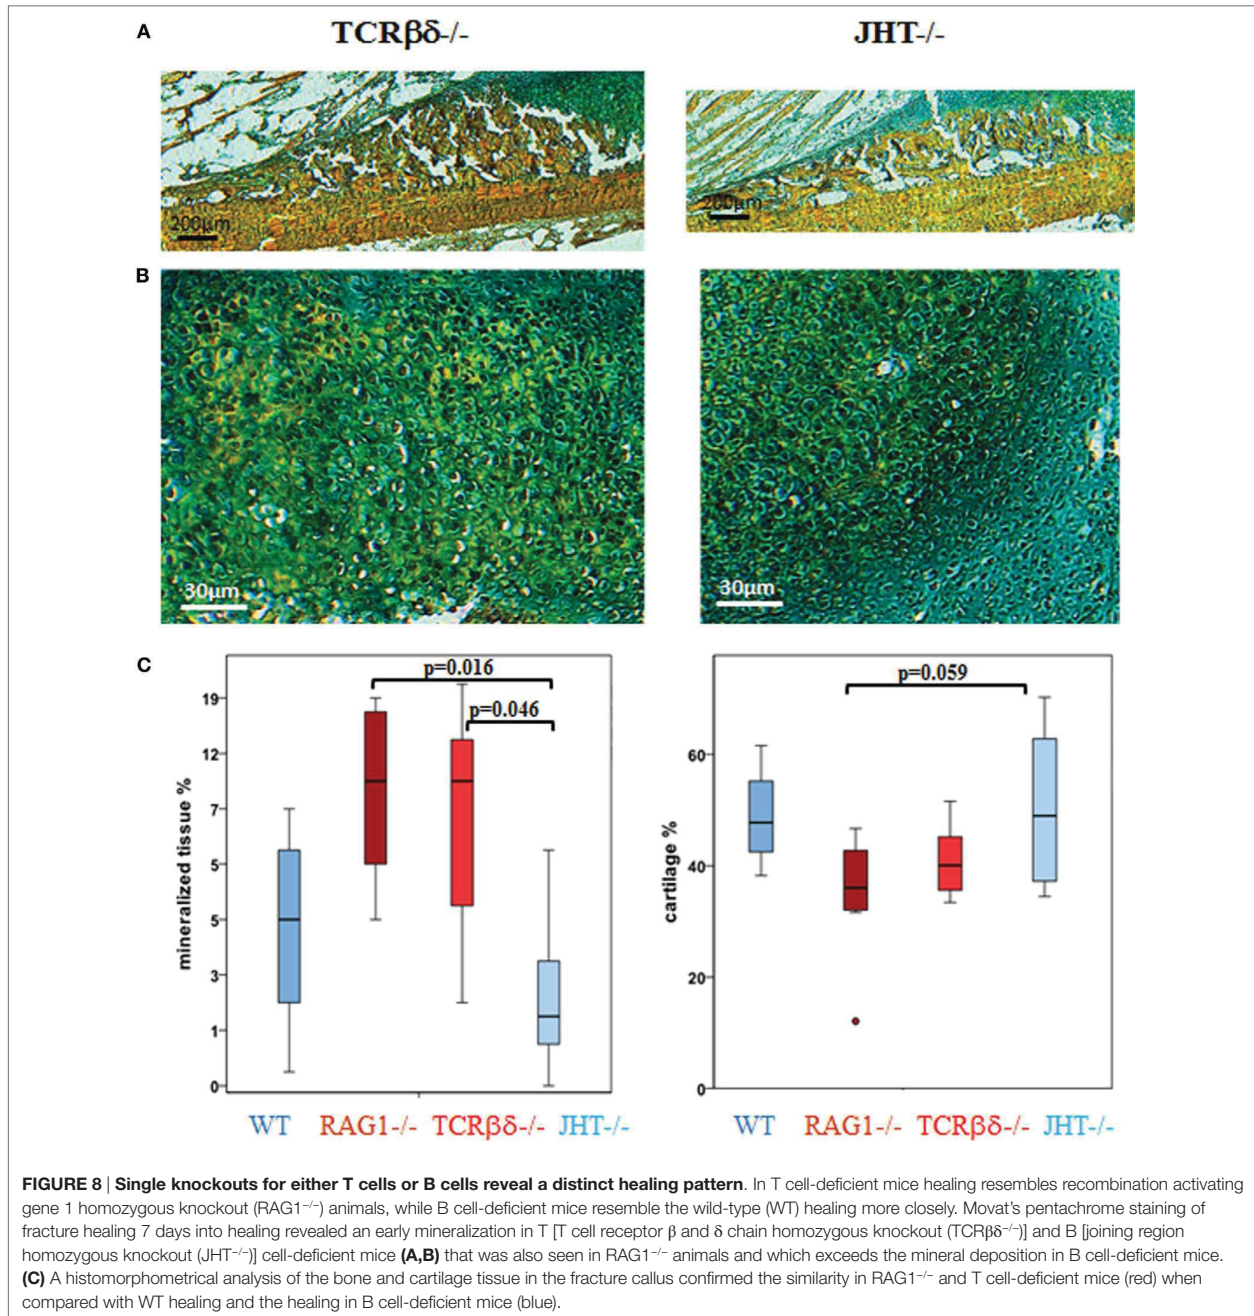 A
TCRβδ-/-
JHT-/-
200μm
200μm
B
30μm
30μm
C
p=0.016
p=0.046
19
12
7
5
5
3
1
0
mineralized tissue %
WT RAG1-/- TCRβδ-/- JHT-/-
p=0.059
60
40
20
0
cartilage %
WT RAG1-/- TCRβδ-/- JHT-/-
FIGURE 8 | Single knockouts for either T cells or B cells reveal a distinct healing pattern. In T cell-deficient mice healing resembles recombination activating
gene 1 homozygous knockout (RAG1−/−) animals, while B cell-deficient mice resemble the wild-type (WT) healing more closely. Movat's pentachrome staining of
fracture healing 7 days into healing revealed an early mineralization in T [T cell receptor β and δ chain homozygous knockout (TCRβδ−/−)] and B [joining region
homozygous knockout (JHT−/−)] cell-deficient mice (A,B) that was also seen in RAG1−/− animals and which exceeds the mineral deposition in B cell-deficient mice.
(C) A histomorphometrical analysis of the bone and cartilage tissue in the fracture callus confirmed the similarity in RAG1−/− and T cell-deficient mice (red) when
compared with WT healing and the healing in B cell-deficient mice (blue).